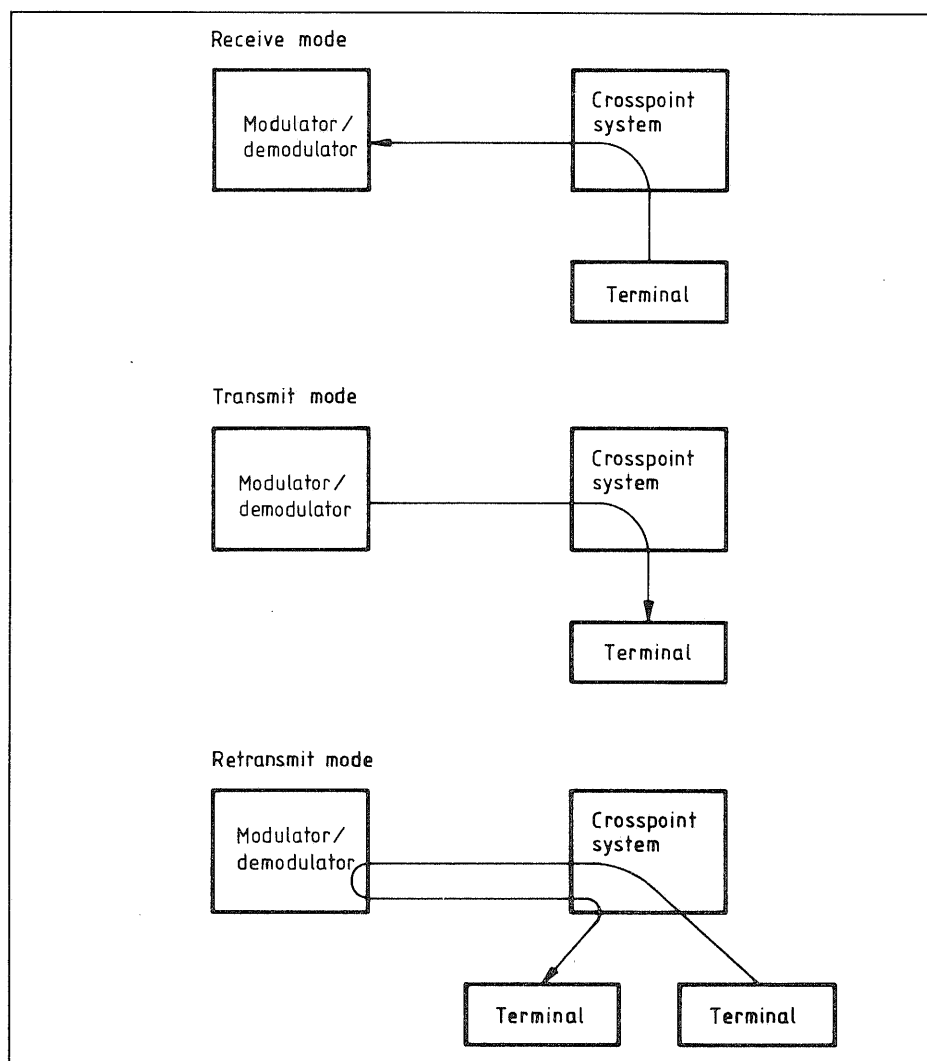 Receive mode
Modulator/
demodulator
Crosspoint
system
Terminal
Transmit mode
Modulator/
demodulator
Crosspoint
system
Terminal
Retransmit mode
Modulator/
demodulator
Crosspoint
system
Terminal
Terminal